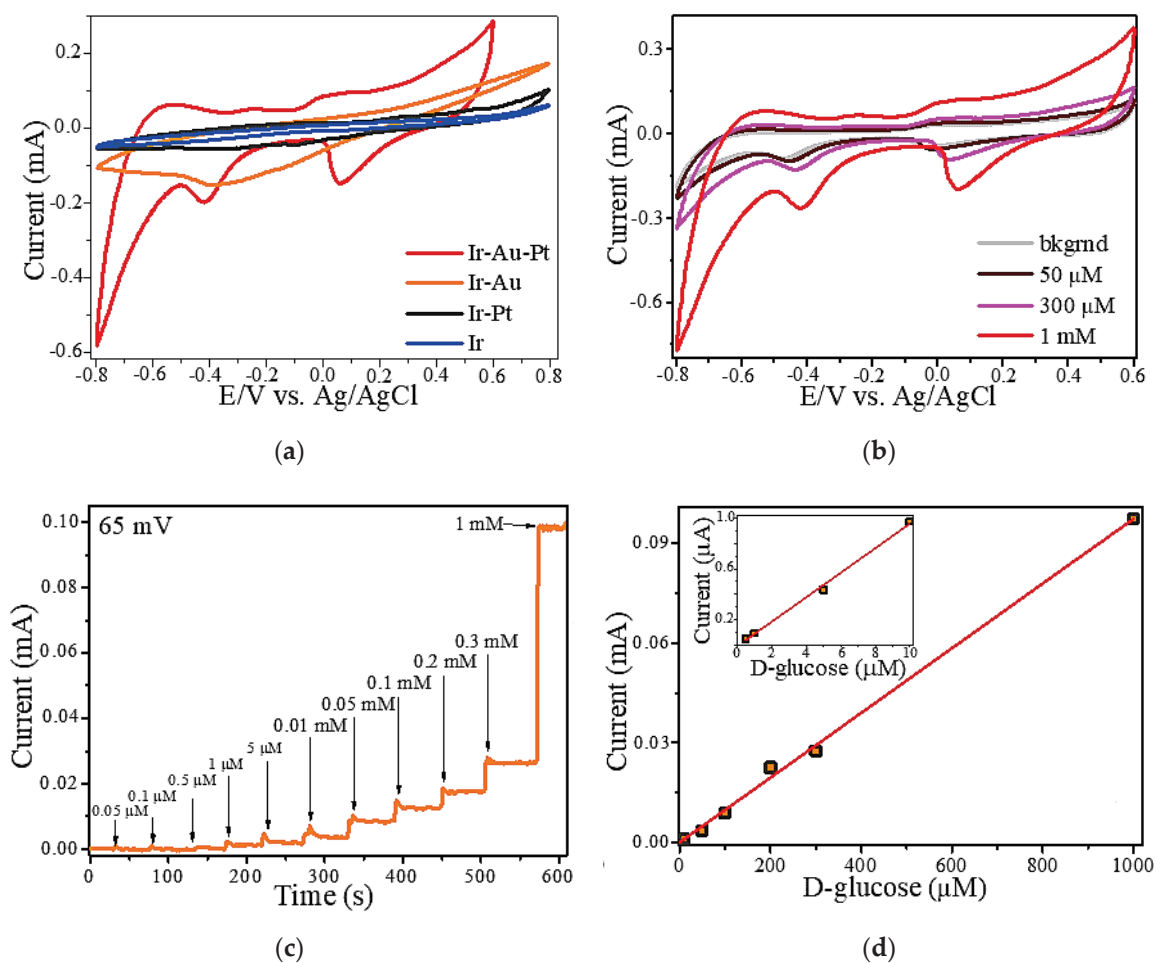 0.2
0.0
-0.2
-0.4
-0.6
Current (mA)
Ir-Au-Pt
Ir-Au
Ir-Pt
Ir
-0.8 -0.6 -0.4 -0.2 0.0 0.2 0.4 0.6 0.8
E/V vs. Ag/AgCl
(a)
0.3
0.0
-0.3
-0.6
Current (mA)
bkgrnd
50 μM
300 μM
1 mM
-0.8 -0.6 -0.4 -0.2 0.0 0.2 0.4 0.6
E/V vs. Ag/AgCl
(b)
65 mV
0.10
0.08
0.06
0.04
0.02
0.00
Current (mA)
0.05 μM
0.1 μM
0.5 μM
1 μM
5 μM
0.01 mM
0.05 mM
0.1 mM
0.2 mM
0.3 mM
1 mM
0 100 200 300 400 500 600
Time (s)
(c)
0.09
0.06
0.03
0.00
Current (mA)
1.0
0.6
0.2
Current (μA)
0 2 4 6 8 10
D-glucose (μM)
0 200 400 600 800 1000
D-glucose (μM)
(d)